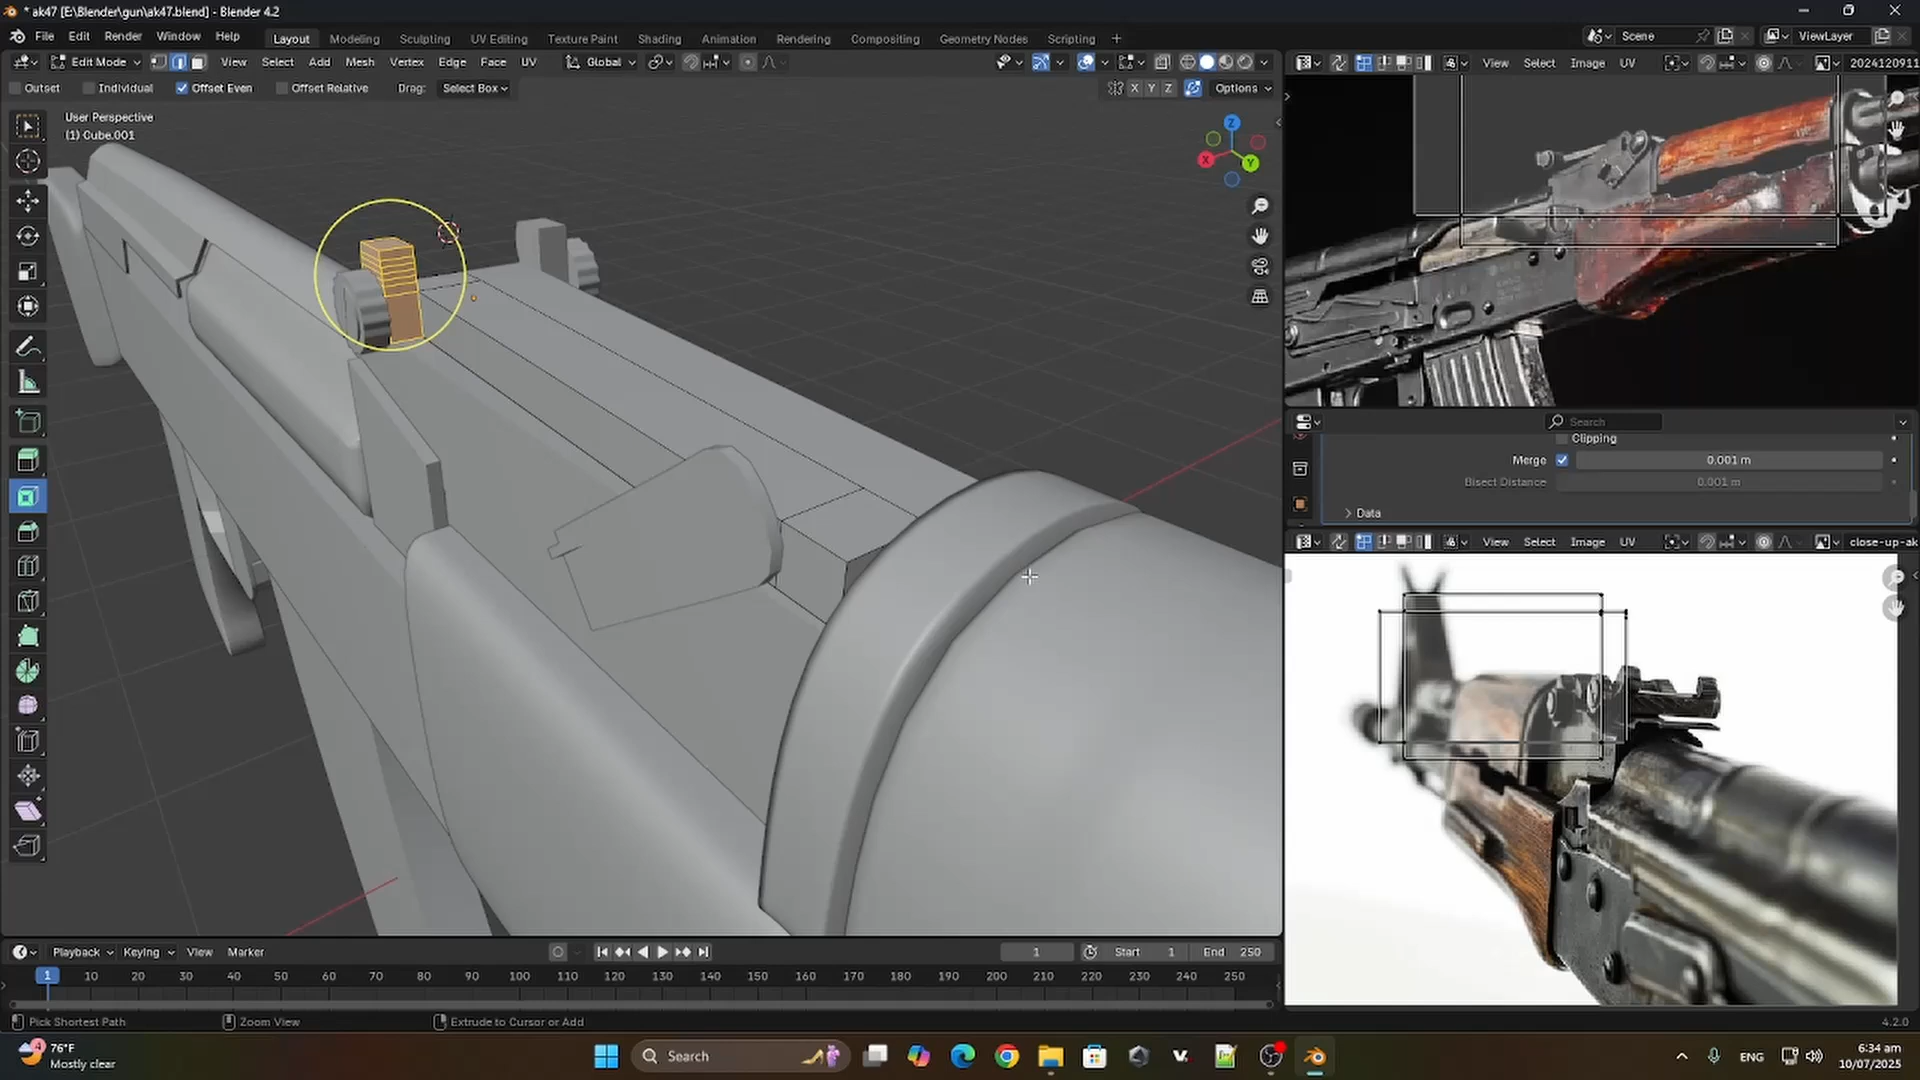 * ak47 [E:\Blender\gun\ak47.blend] - Blender 4.2
File Edit Render Window Help Layout Modeling Sculpting UV Editing Texture Paint Shading Animation Rendering Compositing Geometry Nodes Scripting + Scene ViewLayer
Edit Mode View Select Add Mesh Vertex Edge Face UV Global
View Select Image UV 2024120911
Outset Individual Offset Even Offset Relative Drag: Select Box X Y Z Options
User Perspective
(1) Cube.001
Z
X Y
Search
Clipping
Merge 0.001 m
Bisect Distance 0.001 m
Data
View Select Image UV close-up-ak
Playback Keying View Marker 1 Start 1 End 250
1 10 20 30 40 50 60 70 80 90 100 110 120 130 140 150 160 170 180 190 200 210 220 230 240 250
Pick Shortest Path Zoom View Extrude to Cursor or Add 4.2.0
76°F
Mostly clear
Search
ENG
6:34 am
10/07/2025